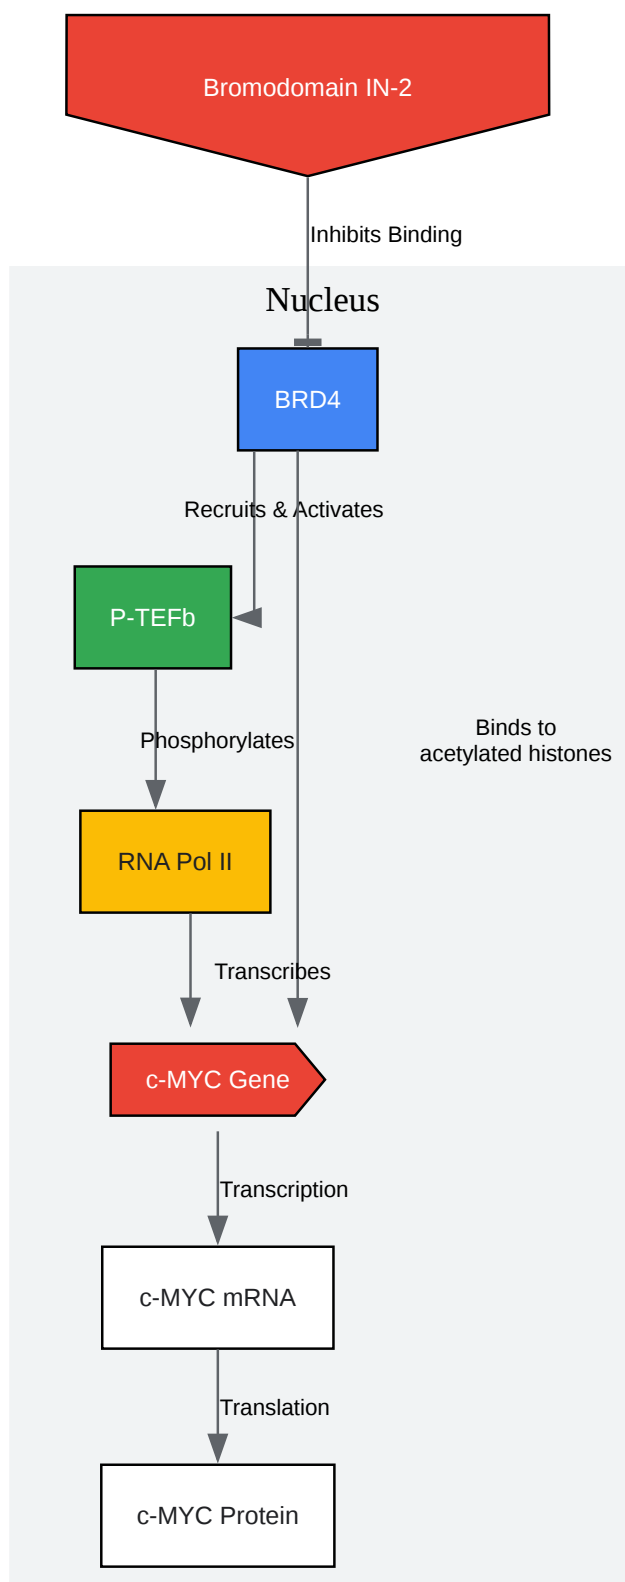 Bromodomain IN-2
Inhibits Binding
Nucleus
BRD4
Recruits & Activates
P-TEFb
Phosphorylates
Binds to
acetylated histones
RNA Pol II
Transcribes
c-MYC Gene
Transcription
c-MYC mRNA
Translation
c-MYC Protein